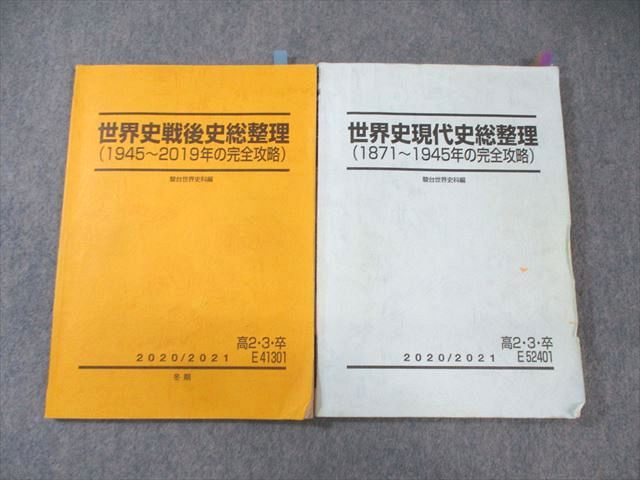 世界史戦後史総整理
(1945～2019年の完全攻略)
駿台世界史科編
高2・3・卒
2020/2021 E41301
冬期
世界史現代史総整理
(1871～1945年の完全攻略)
駿台世界史科編
高2・3・卒
2020/2021 E52401